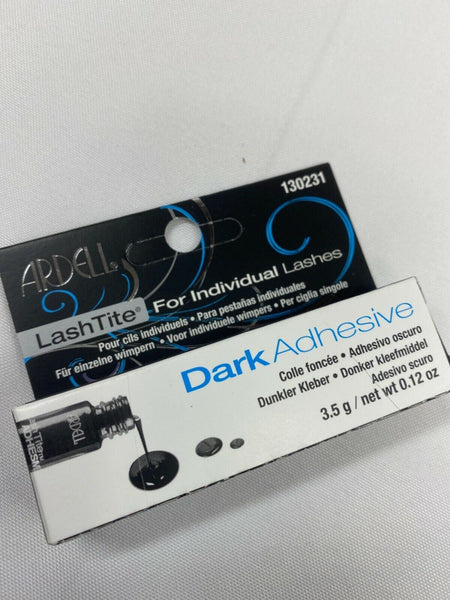 130231
ARDELL®
LashTite® For Individual Lashes
Pour cils individuels • Para pestañas individuales
Für einzelne wimpern • Voor individuele wimpers • Per ciglia singole
Dark Adhesive
Colle foncée • Adhesivo oscuro
Dunkler Kleber • Donker kleefmiddel
Adesivo scuro
3.5 g / net wt 0.12 oz
ARDELL